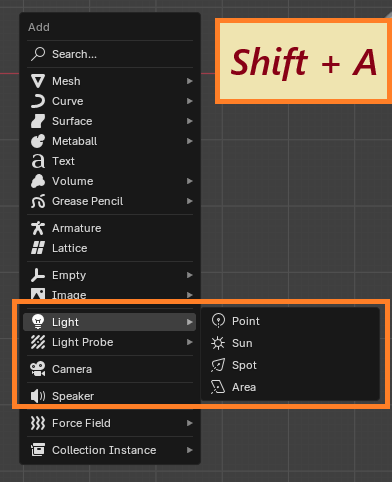 Add
Shift + A
Search...
Mesh
Curve
Surface
Metaball
Text
Volume
Grease Pencil
Armature
Lattice
Empty
Image
Light
Point
Light Probe
Sun
Spot
Camera
Area
Speaker
Force Field
Collection Instance